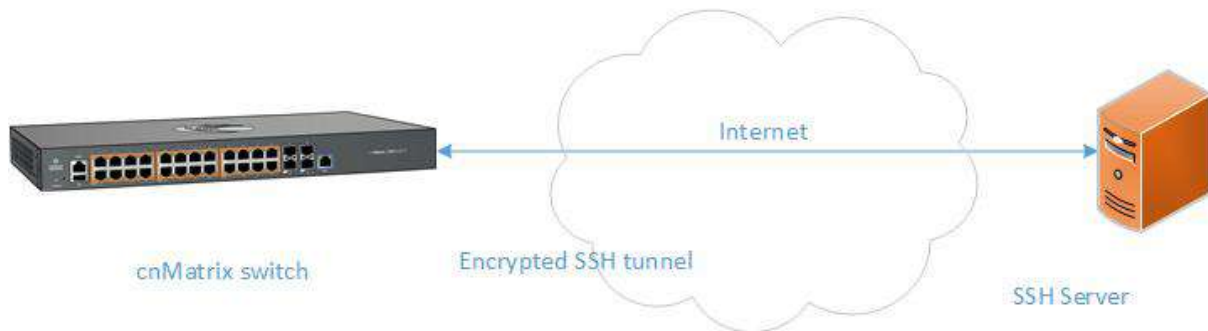 Internet
Encrypted SSH tunnel
cnMatrix switch
SSH Server